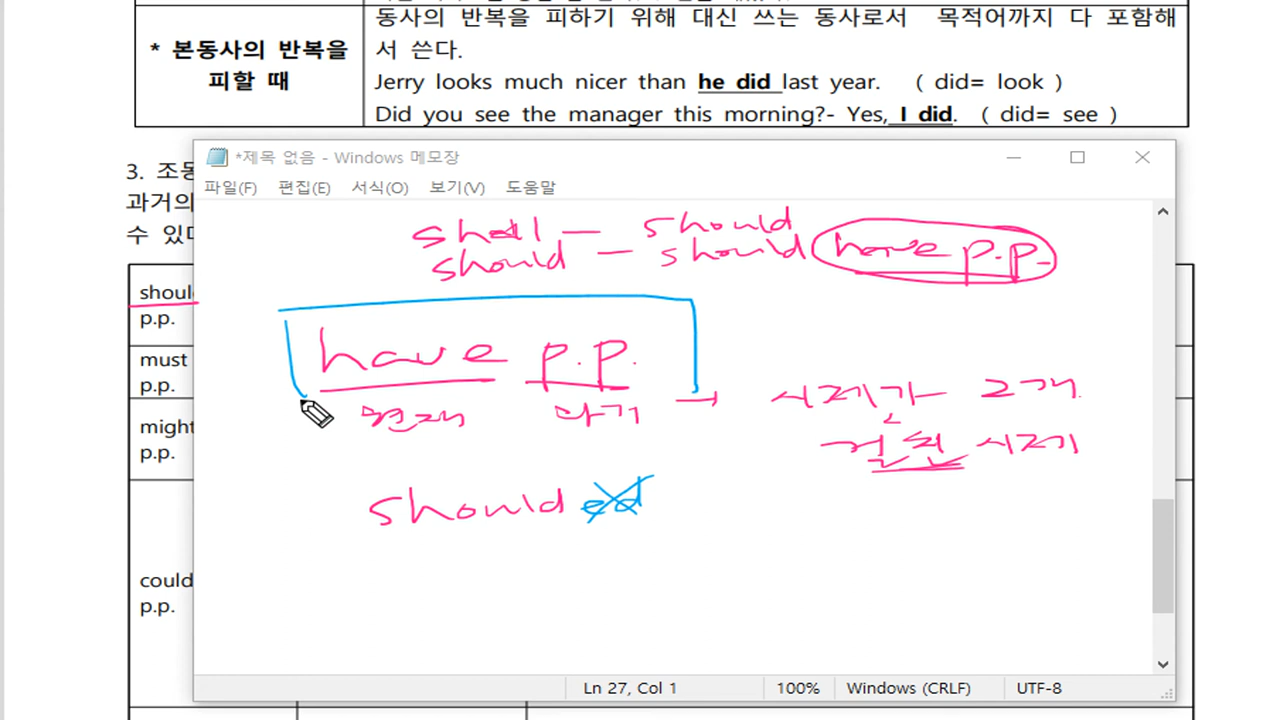 * 본동사의 반복을
피할 때
동사의 반복을 피하기 위해 대신 쓰는 동사로서 목적어까지 다 포함해
서 쓴다.
Jerry looks much nicer than he did last year. ( did= look )
Did you see the manager this morning?- Yes, I did. ( did= see )
3. 조동
과거의
수 있다
*제목 없음 - Windows 메모장
파일(F) 편집(E) 서식(O) 보기(V) 도움말
shall — should
should — should have p.p.
have p.p.
현재 과거 → 시제가 2개
걸친 시제
should ed
should
p.p.
must
p.p.
might
p.p.
could
p.p.
Ln 27, Col 1 100% Windows (CRLF) UTF-8